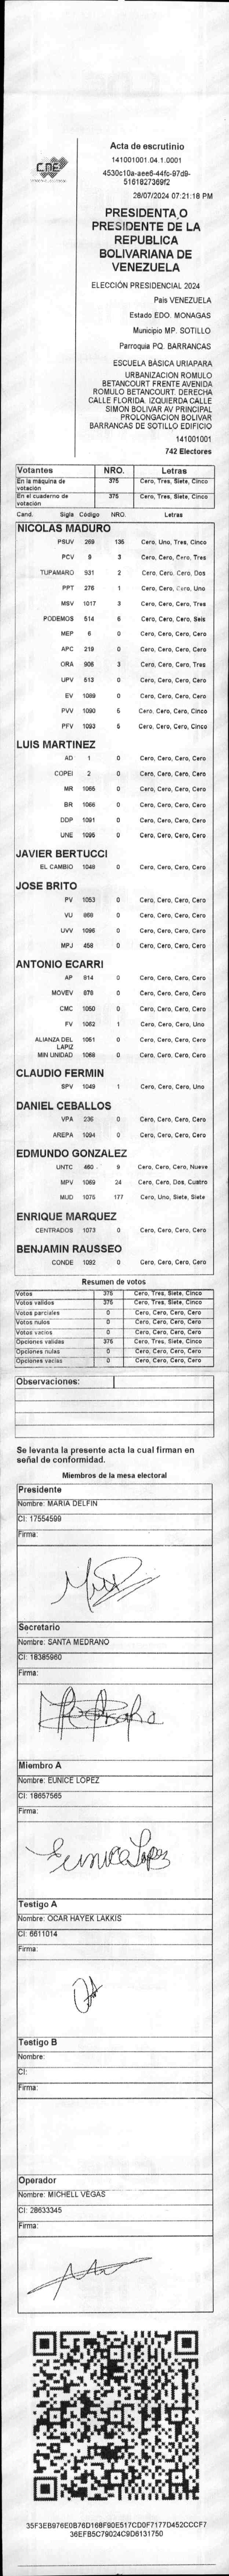 CNE
Acta de escrutinio
141001001.04.1.0001
4530c10a-aee6-44fc-97d9-
5161827369f2
28/07/2024 07:21:18 PM
PRESIDENTA O
PRESIDENTE DE LA
REPUBLICA
BOLIVARIANA DE
VENEZUELA
ELECCIÓN PRESIDENCIAL 2024
País VENEZUELA
Estado EDO. MONAGAS
Municipio MP. SOTILLO
Parroquia PQ. BARRANCAS
ESCUELA BÁSICA URIAPARA
URBANIZACION ROMULO
BETANCOURT FRENTE AVENIDA
ROMULO BETANCOURT. DERECHA
CALLE FLORIDA. IZQUIERDA CALLE
SIMON BOLIVAR AV PRINCIPAL
PROLONGACION BOLIVAR
BARRANCAS DE SOTILLO EDIFICIO
141001001
742 Electores
Votantes NRO. Letras
En la máquina de votación 375 Cero, Tres, Siete, Cinco
En el cuaderno de votación 375 Cero, Tres, Siete, Cinco
Cand. Sigla Código NRO. Letras
NICOLAS MADURO
PSUV 269 135 Cero, Uno, Tres, Cinco
PCV 9 3 Cero, Cero, Cero, Tres
TUPAMARO 931 2 Cero, Cero, Cero, Dos
PPT 276 1 Cero, Cero, Cero, Uno
MSV 1017 3 Cero, Cero, Cero, Tres
PODEMOS 514 6 Cero, Cero, Cero, Seis
MEP 6 0 Cero, Cero, Cero, Cero
APC 219 0 Cero, Cero, Cero, Cero
ORA 906 3 Cero, Cero, Cero, Tres
UPV 613 0 Cero, Cero, Cero, Cero
EV 1089 0 Cero, Cero, Cero, Cero
PVV 1090 5 Cero, Cero, Cero, Cinco
PFV 1093 5 Cero, Cero, Cero, Cinco
LUIS MARTINEZ
AD 1 0 Cero, Cero, Cero, Cero
COPEI 2 0 Cero, Cero, Cero, Cero
MR 1065 0 Cero, Cero, Cero, Cero
BR 1066 0 Cero, Cero, Cero, Cero
DDP 1091 0 Cero, Cero, Cero, Cero
UNE 1095 0 Cero, Cero, Cero, Cero
JAVIER BERTUCCI
EL CAMBIO 1048 0 Cero, Cero, Cero, Cero
JOSE BRITO
PV 1053 0 Cero, Cero, Cero, Cero
VU 868 0 Cero, Cero, Cero, Cero
UVV 1096 0 Cero, Cero, Cero, Cero
MPJ 458 0 Cero, Cero, Cero, Cero
ANTONIO ECARRI
AP 814 0 Cero, Cero, Cero, Cero
MOVEV 878 0 Cero, Cero, Cero, Cero
CMC 1050 0 Cero, Cero, Cero, Cero
FV 1062 1 Cero, Cero, Cero, Uno
ALIANZA DEL LAPIZ 1061 0 Cero, Cero, Cero, Cero
MIN UNIDAD 1068 0 Cero, Cero, Cero, Cero
CLAUDIO FERMIN
SPV 1049 1 Cero, Cero, Cero, Uno
DANIEL CEBALLOS
VPA 236 0 Cero, Cero, Cero, Cero
AREPA 1094 0 Cero, Cero, Cero, Cero
EDMUNDO GONZALEZ
UNTC 460 9 Cero, Cero, Cero, Nueve
MPV 1069 24 Cero, Cero, Dos, Cuatro
MUD 1075 177 Cero, Uno, Siete, Siete
ENRIQUE MARQUEZ
CENTRADOS 1073 0 Cero, Cero, Cero, Cero
BENJAMIN RAUSSEO
CONDE 1092 0 Cero, Cero, Cero, Cero
Resumen de votos
Votos 375 Cero, Tres, Siete, Cinco
Votos validos 375 Cero, Tres, Siete, Cinco
Votos parciales 0 Cero, Cero, Cero, Cero
Votos nulos 0 Cero, Cero, Cero, Cero
Votos vacios 0 Cero, Cero, Cero, Cero
Opciones validas 375 Cero, Tres, Siete, Cinco
Opciones nulas 0 Cero, Cero, Cero, Cero
Opciones vacias 0 Cero, Cero, Cero, Cero
Observaciones:
Se levanta la presente acta la cual firman en
señal de conformidad.
Miembros de la mesa electoral
Presidente
Nombre: MARIA DELFIN
CI: 17554599
Firma:
Secretario
Nombre: SANTA MEDRANO
CI: 18385960
Firma:
Miembro A
Nombre: EUNICE LOPEZ
CI: 18657565
Firma:
Eunice Lopez
Testigo A
Nombre: OCAR HAYEK LAKKIS
CI: 6611014
Firma:
Testigo B
Nombre:
CI:
Firma:
Operador
Nombre: MICHELL VEGAS
CI: 28633345
Firma:
35F3EB976E0B76D168F90E517CD0F7177D452CCCF7
36EFB5C79024C9D6131750